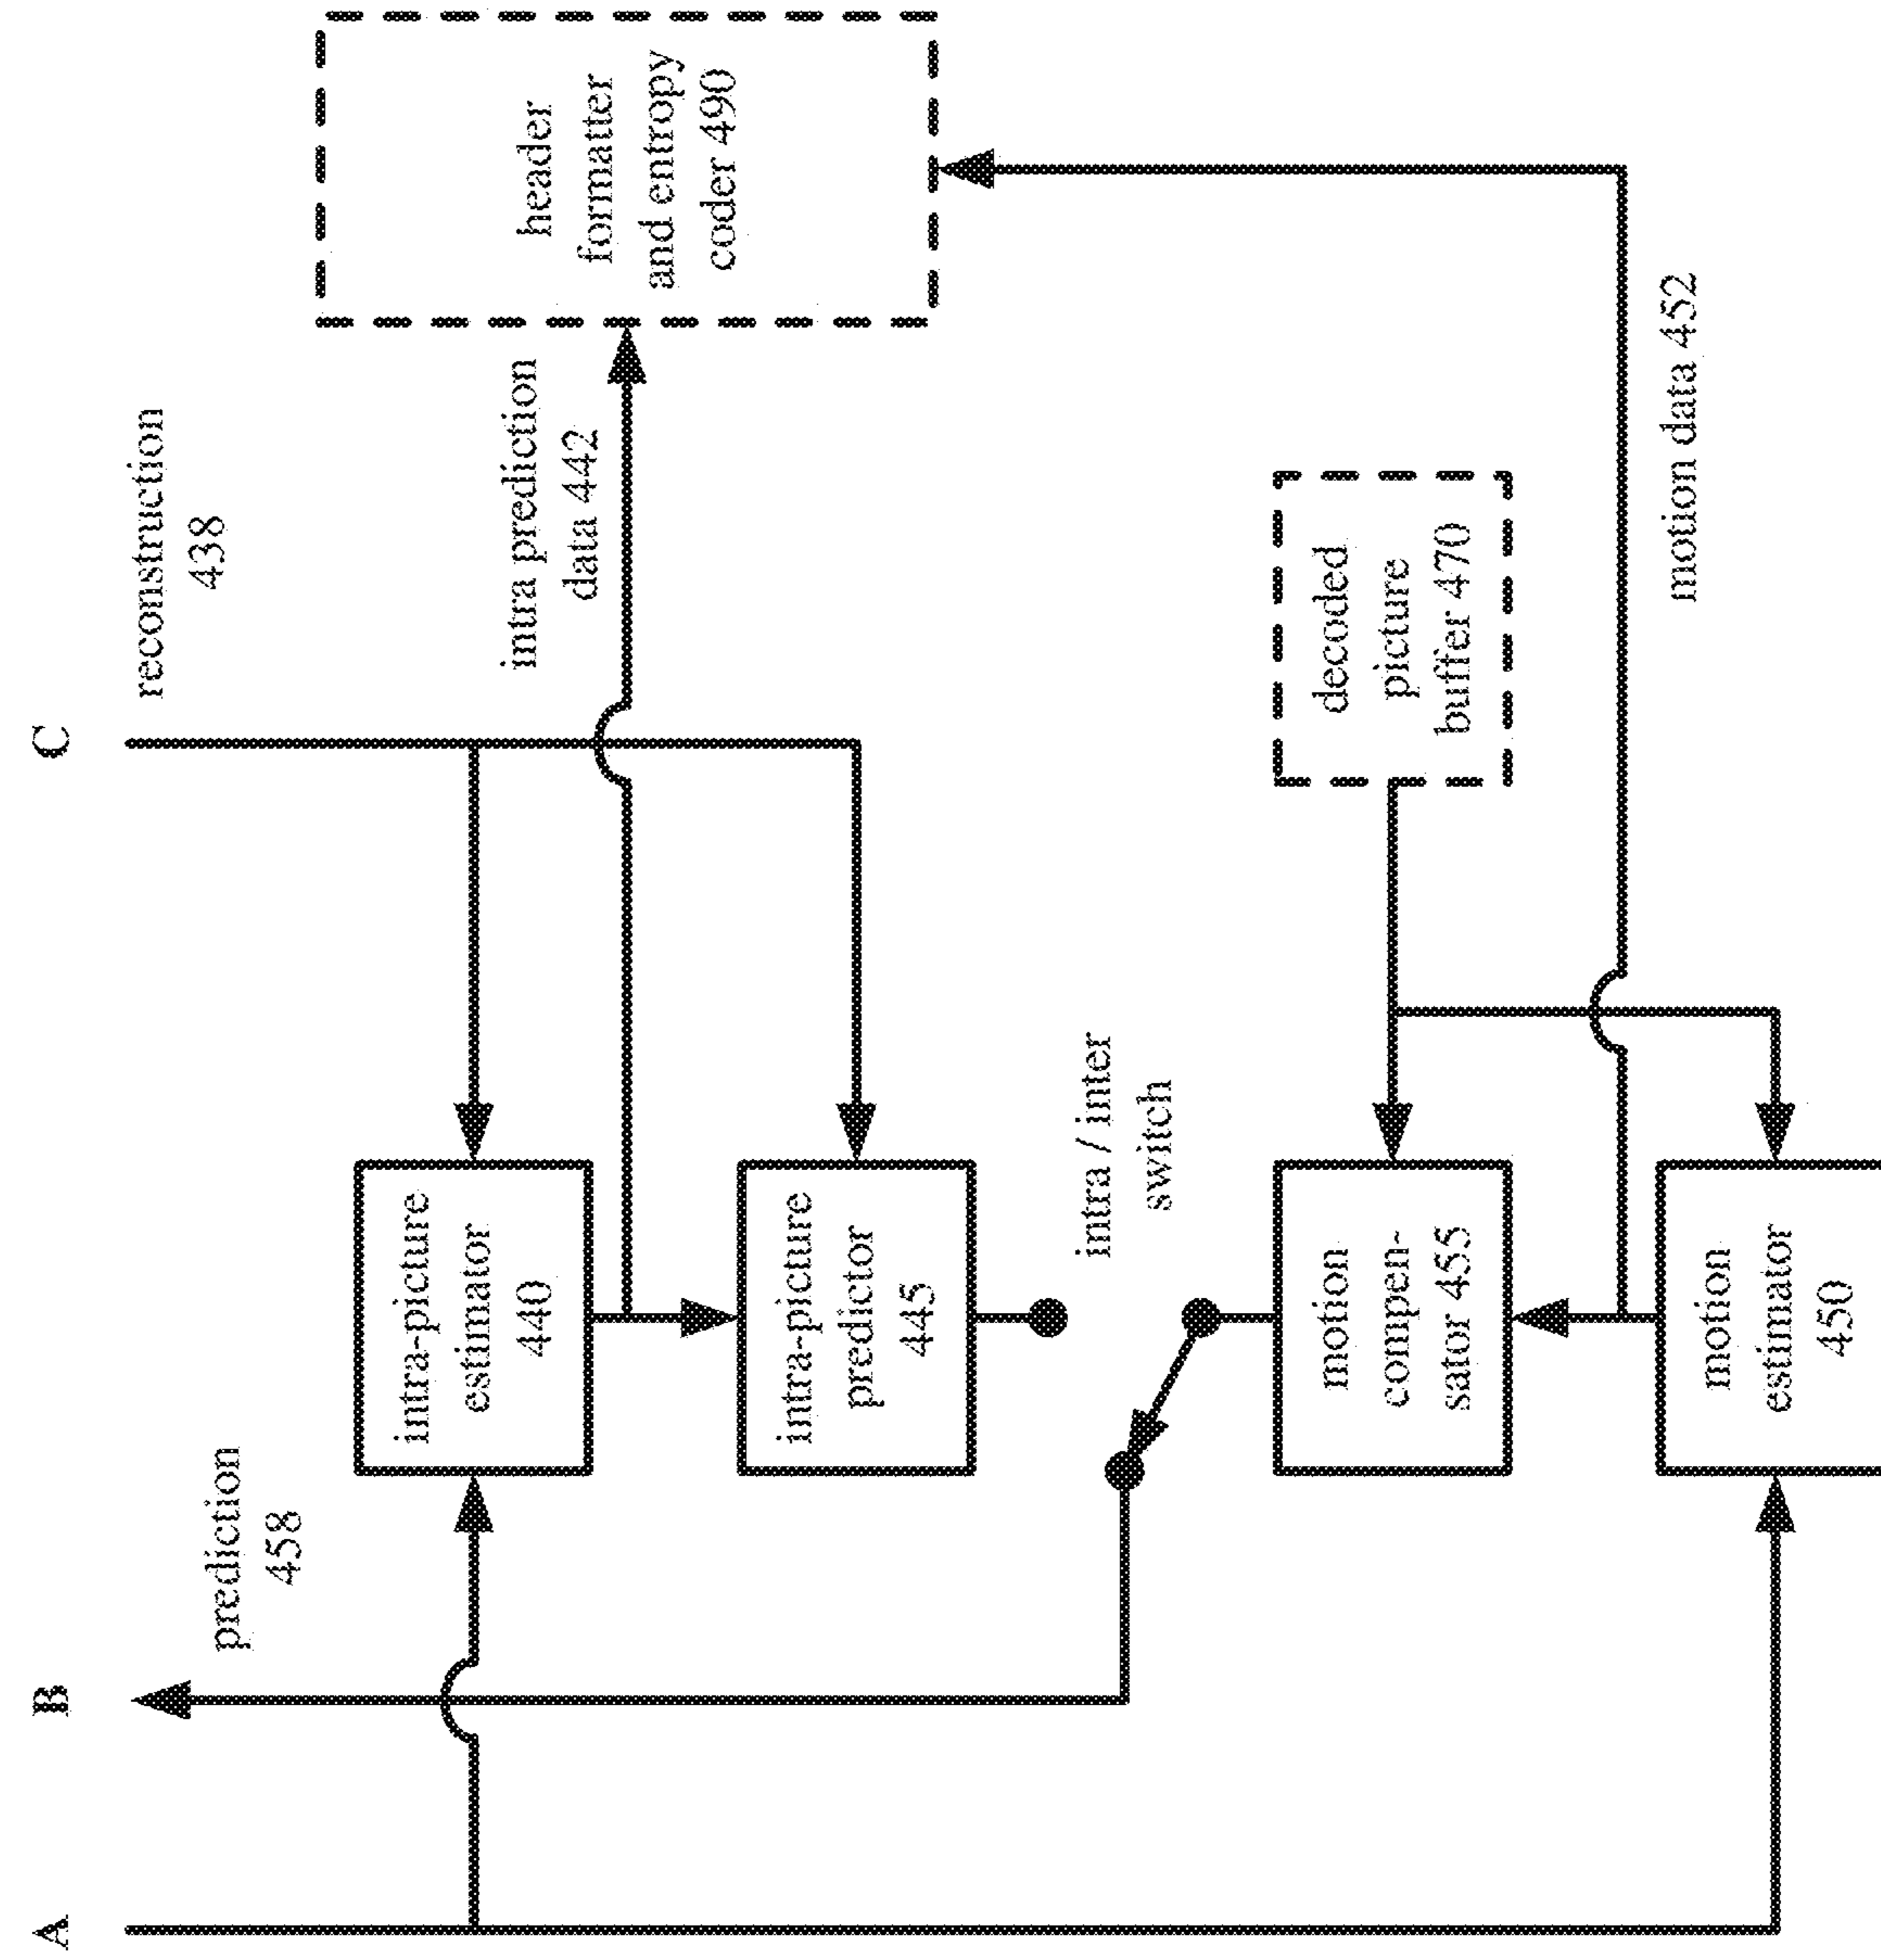 A
B
C
prediction
458
reconstruction
438
intra-picture
estimator
440
intra prediction
data 442
header
formatter
and entropy
coder 490
intra-picture
predictor
445
intra / inter
switch
motion
compen-
sator 455
decoded
picture
buffer 470
motion
estimator
450
motion data 452